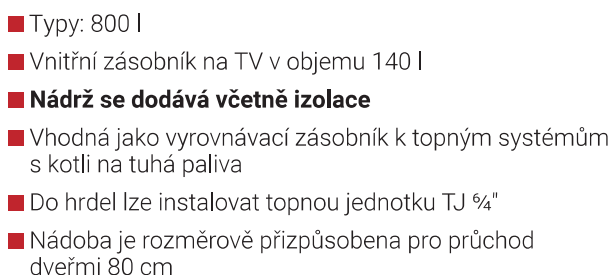 Typy: 800 l
Vnitřní zásobník na TV v objemu 140 l
Nádrž se dodává včetně izolace
Vhodná jako vyrovnávací zásobník k topným systémům
s kotli na tuhá paliva
Do hrdel lze instalovat topnou jednotku TJ 6/4"
Nádoba je rozměrově přizpůsobena pro průchod
dveřmi 80 cm